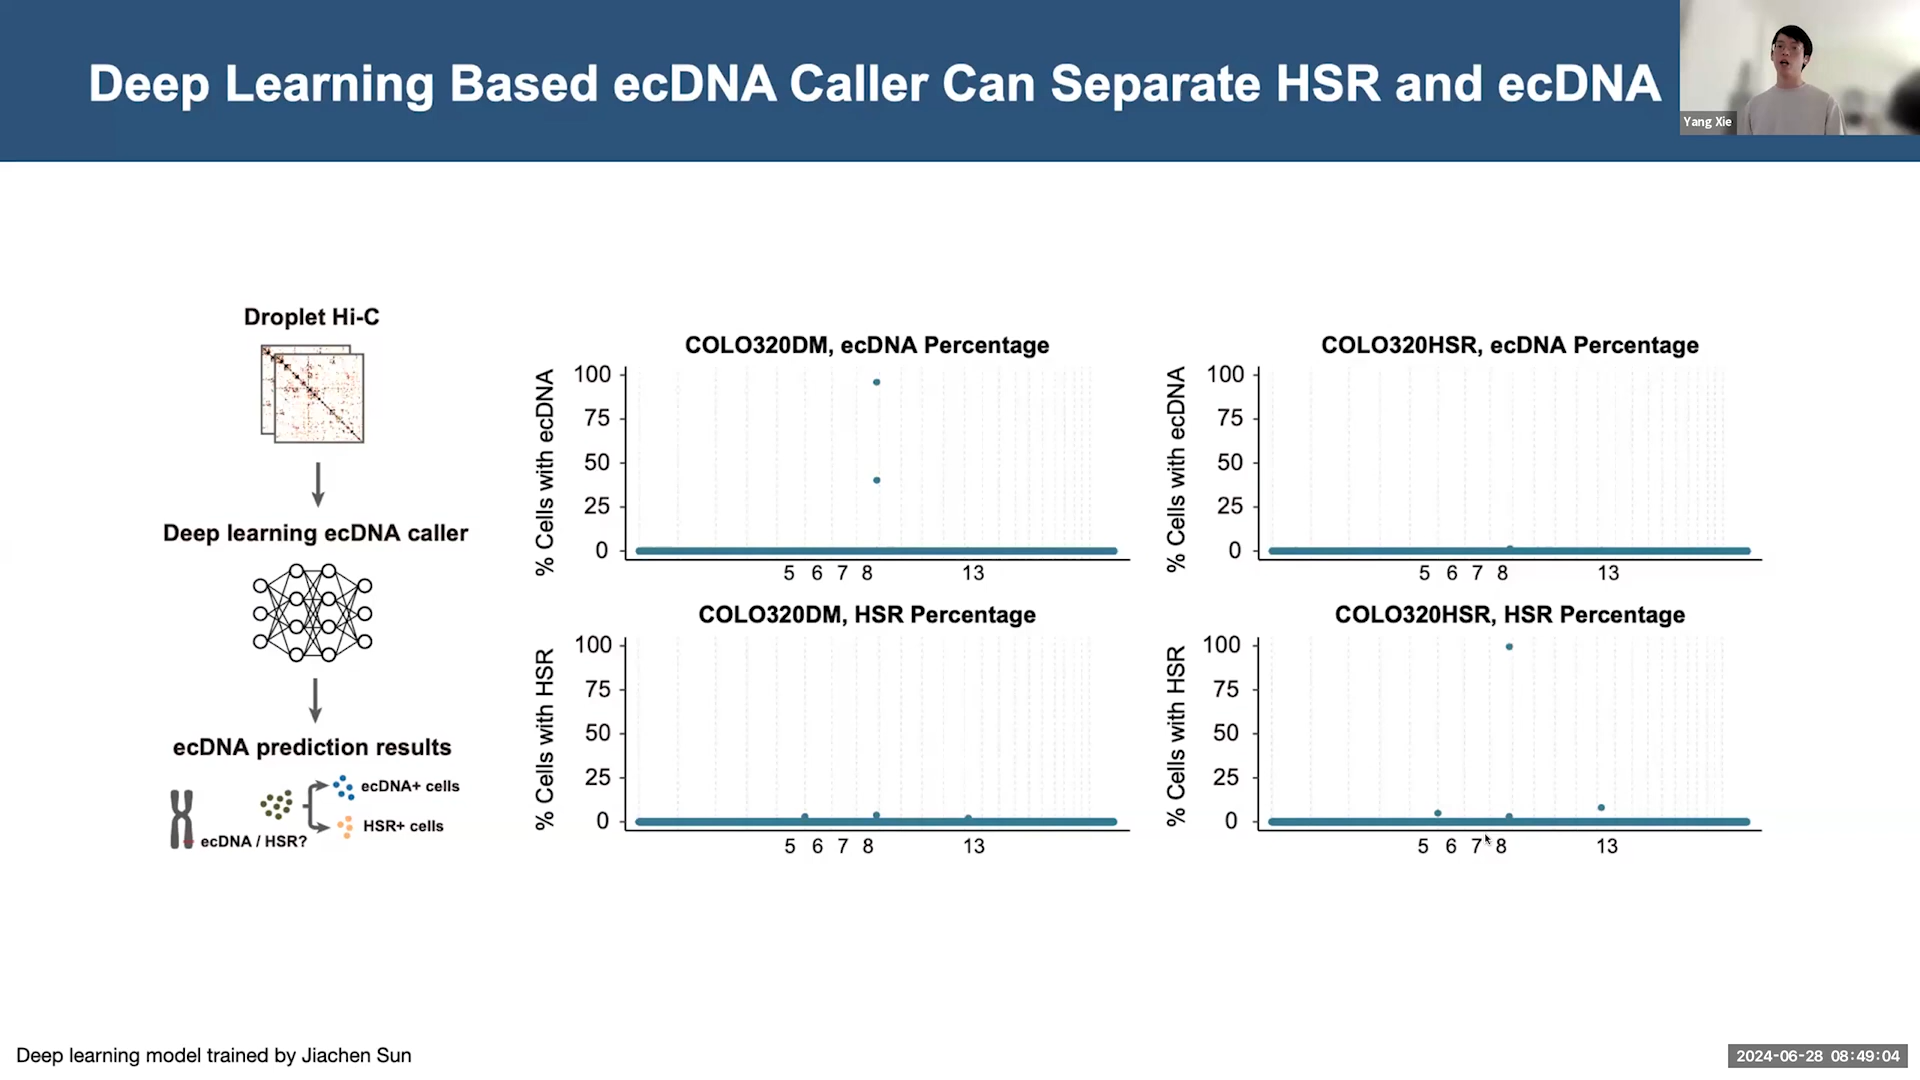 Deep Learning Based ecDNA Caller Can Separate HSR and ecDNA
Yang Xie
Droplet Hi-C
Deep learning ecDNA caller
ecDNA prediction results
ecDNA+ cells
HSR+ cells
ecDNA / HSR?
COLO320DM, ecDNA Percentage
% Cells with ecDNA
100
75
50
25
0
5 6 7 8 13
COLO320HSR, ecDNA Percentage
% Cells with ecDNA
100
75
50
25
0
5 6 7 8 13
COLO320DM, HSR Percentage
% Cells with HSR
100
75
50
25
0
5 6 7 8 13
COLO320HSR, HSR Percentage
% Cells with HSR
100
75
50
25
0
5 6 7 8 13
Deep learning model trained by Jiachen Sun
2024-06-28 08:49:04